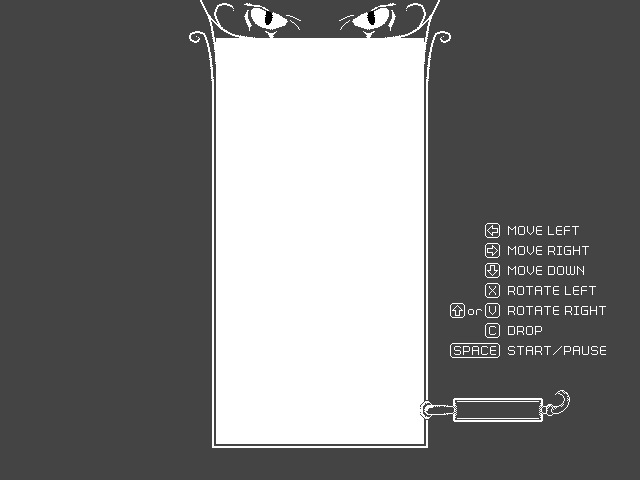 MOVE LEFT
MOVE RIGHT
MOVE DOWN
X ROTATE LEFT
or V ROTATE RIGHT
C DROP
SPACE START/PAUSE